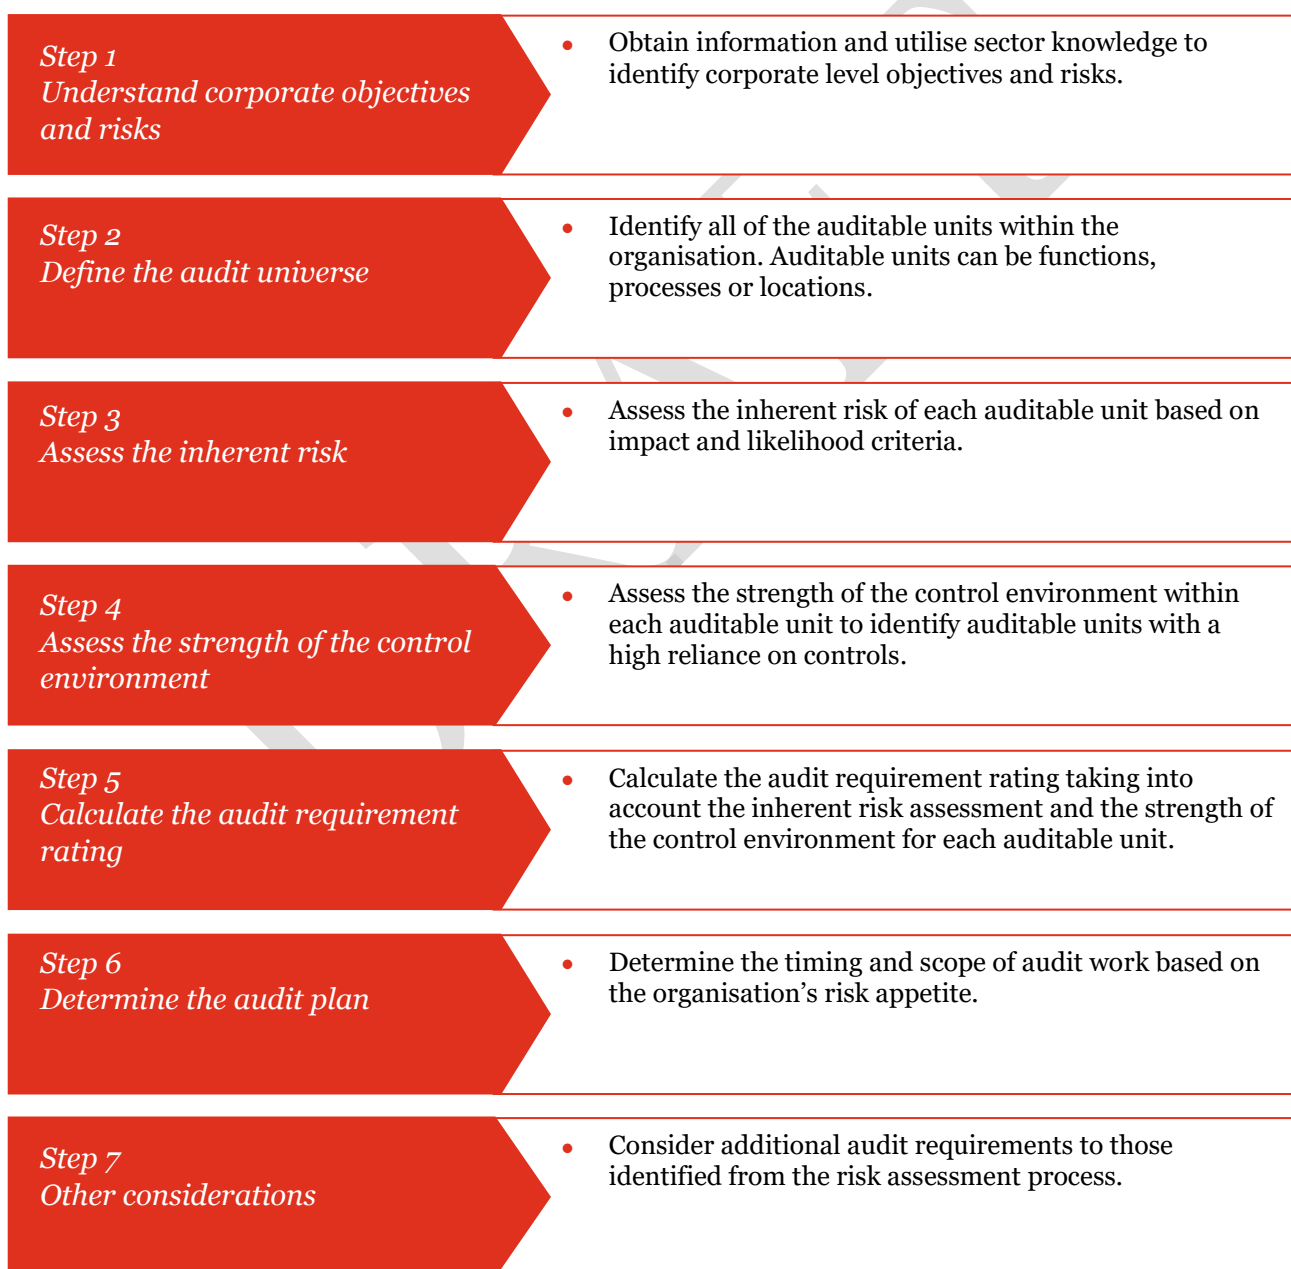 Step 1
Understand corporate objectives
and risks
• Obtain information and utilise sector knowledge to
identify corporate level objectives and risks.
Step 2
Define the audit universe
• Identify all of the auditable units within the
organisation. Auditable units can be functions,
processes or locations.
Step 3
Assess the inherent risk
• Assess the inherent risk of each auditable unit based on
impact and likelihood criteria.
Step 4
Assess the strength of the control
environment
• Assess the strength of the control environment within
each auditable unit to identify auditable units with a
high reliance on controls.
Step 5
Calculate the audit requirement
rating
• Calculate the audit requirement rating taking into
account the inherent risk assessment and the strength of
the control environment for each auditable unit.
Step 6
Determine the audit plan
• Determine the timing and scope of audit work based on
the organisation’s risk appetite.
Step 7
Other considerations
• Consider additional audit requirements to those
identified from the risk assessment process.